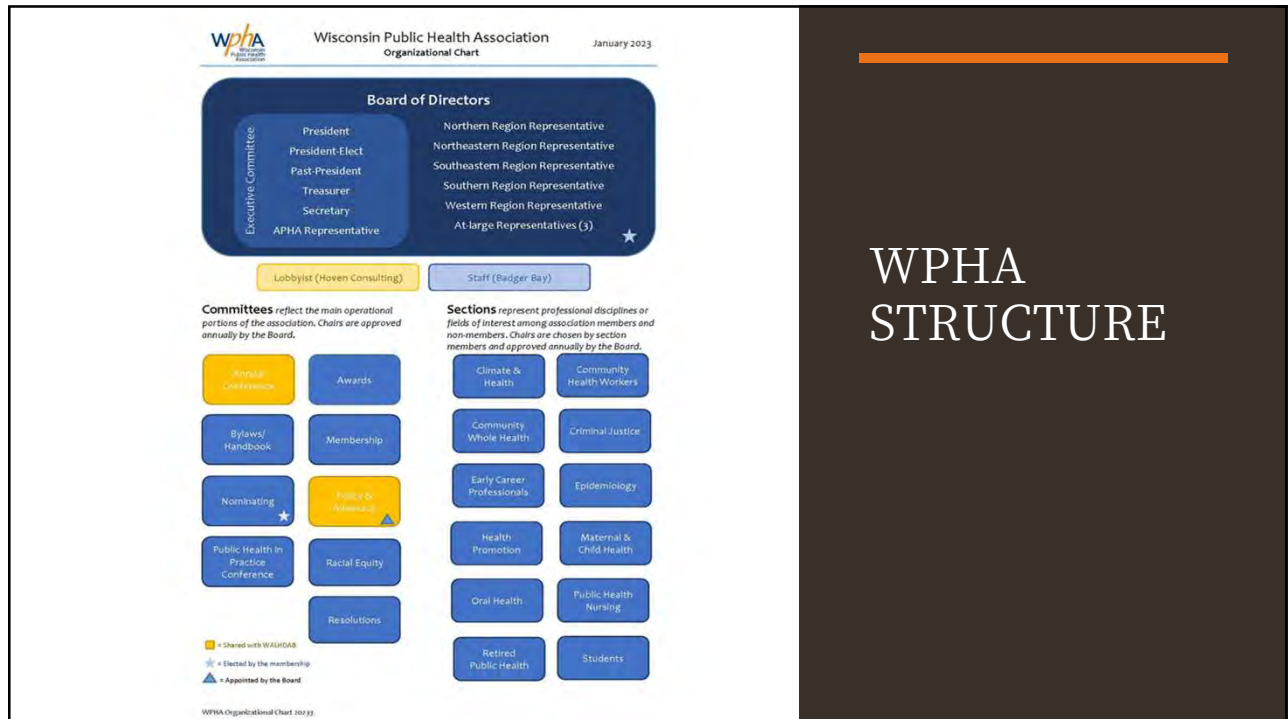 WphA
Wisconsin
Public Health
Association
Wisconsin Public Health Association
Organizational Chart
January 2023
Board of Directors
Executive Committee
President
President-Elect
Past-President
Treasurer
Secretary
APHA Representative
Northern Region Representative
Northeastern Region Representative
Southeastern Region Representative
Southern Region Representative
Western Region Representative
At-large Representatives (3)
Lobbyist (Hoven Consulting)
Staff (Badger Bay)
Committees reflect the main operational
portions of the association. Chairs are approved
annually by the Board.
Annual
Conference
Awards
Bylaws/
Handbook
Membership
Nominating
Policy &
Advocacy
Public Health in
Practice
Conference
Racial Equity
Resolutions
Sections represent professional disciplines or
fields of interest among association members and
non-members. Chairs are chosen by section
members and approved annually by the Board.
Climate &
Health
Community
Health Workers
Community
Whole Health
Criminal Justice
Early Career
Professionals
Epidemiology
Health
Promotion
Maternal &
Child Health
Oral Health
Public Health
Nursing
Retired
Public Health
Students
= Shared with WALHDAB
= Elected by the membership
= Appointed by the Board
WPHA Organizational Chart 20233
WPHA
STRUCTURE